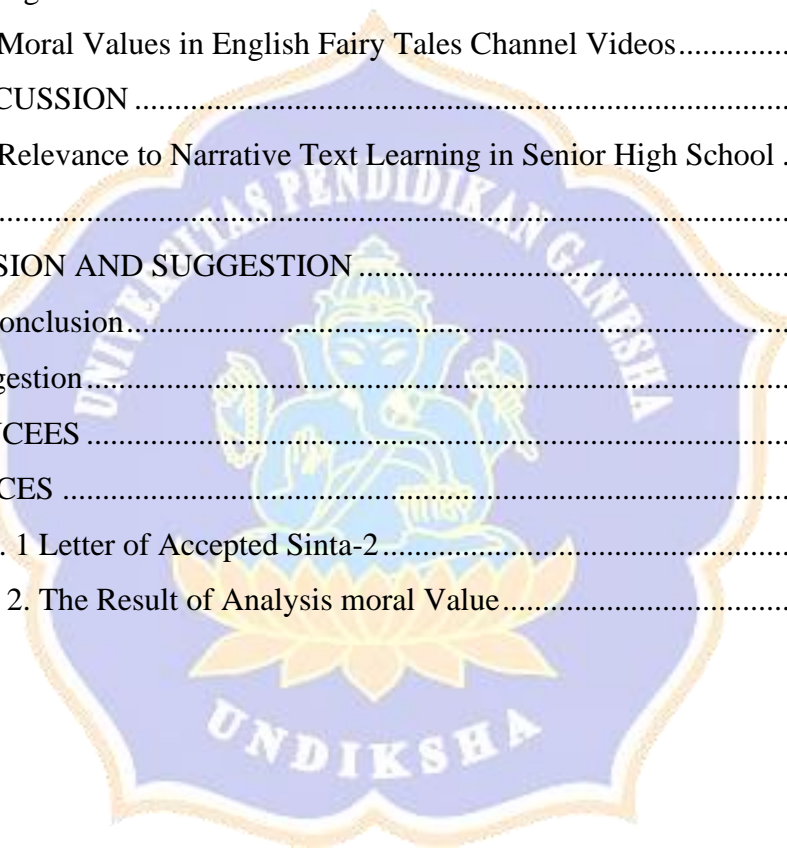 Moral Values in English Fairy Tales Channel Videos..............
CUSSION ...................................................................................
Relevance to Narrative Text Learning in Senior High School .
....................................................................................................
SION AND SUGGESTION .......................................................
onclusion....................................................................................
gestion.........................................................................................
NCEES .........................................................................................
CES ............................................................................................
. 1 Letter of Accepted Sinta-2....................................................
2. The Result of Analysis moral Value.......................................
UNIVERSITAS PENDIDIKAN GANESHA
UNDIKSHA